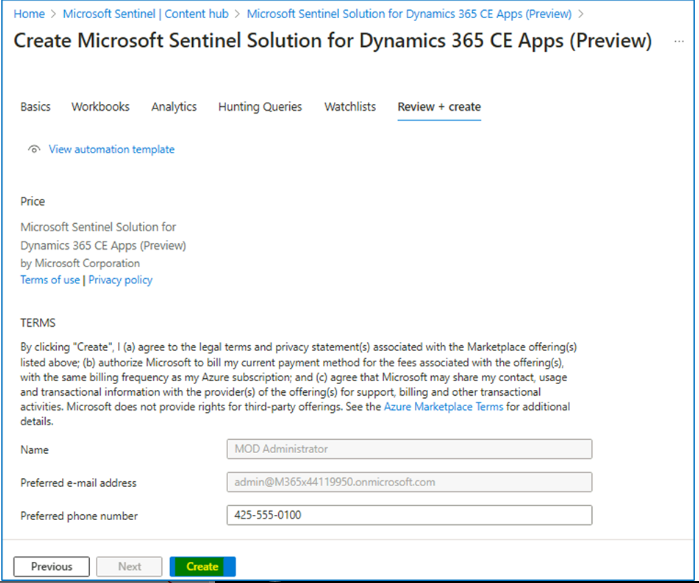 Home > Microsoft Sentinel | Content hub > Microsoft Sentinel Solution for Dynamics 365 CE Apps (Preview) >
Create Microsoft Sentinel Solution for Dynamics 365 CE Apps (Preview) ...
Basics Workbooks Analytics Hunting Queries Watchlists Review + create
View automation template
Price
Microsoft Sentinel Solution for
Dynamics 365 CE Apps (Preview)
by Microsoft Corporation
Terms of use | Privacy policy
TERMS
By clicking "Create", I (a) agree to the legal terms and privacy statement(s) associated with the Marketplace offering(s)
listed above; (b) authorize Microsoft to bill my current payment method for the fees associated with the offering(s),
with the same billing frequency as my Azure subscription; and (c) agree that Microsoft may share my contact, usage
and transactional information with the provider(s) of the offering(s) for support, billing and other transactional
activities. Microsoft does not provide rights for third-party offerings. See the Azure Marketplace Terms for additional
details.
Name MOD Administrator
Preferred e-mail address admin@M365x44119950.onmicrosoft.com
Preferred phone number 425-555-0100
Previous Next Create